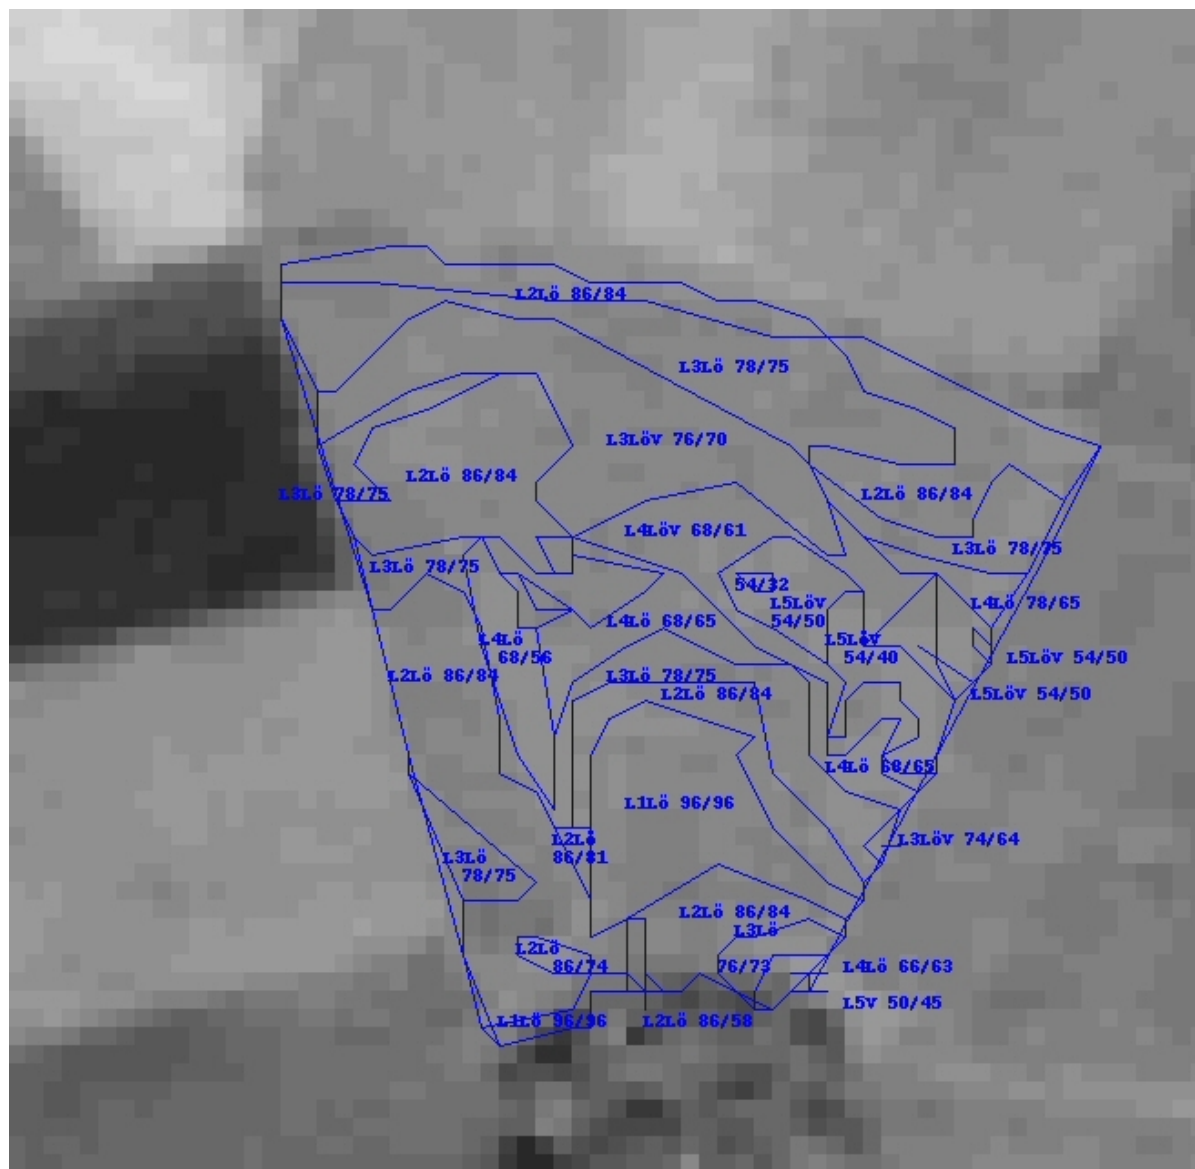 L2Lö 86/84
L3Lö 78/75
L3LöV 76/70
L2Lö 86/84
L3Lö 78/75
L2Lö 86/84
L4LöV 68/61
L3Lö 78/75
L3Lö 78/75
54/32
L5LöV
54/50
L4Lö 78/65
L4Lö 68/65
L4Lö
68/56
L5LöV
54/40
L5LöV 54/50
L2Lö 86/84
L3Lö 78/75
L2Lö 86/84
L5LöV 54/50
L4Lö 68/65
L1Lö 96/96
L2Lö
86/81
L3LöV 74/64
L3Lö
78/75
L2Lö 86/84
L3Lö
76/73
L2Lö
86/74
L4Lö 66/63
L5V 50/45
L1Lö 96/96
L2Lö 86/58